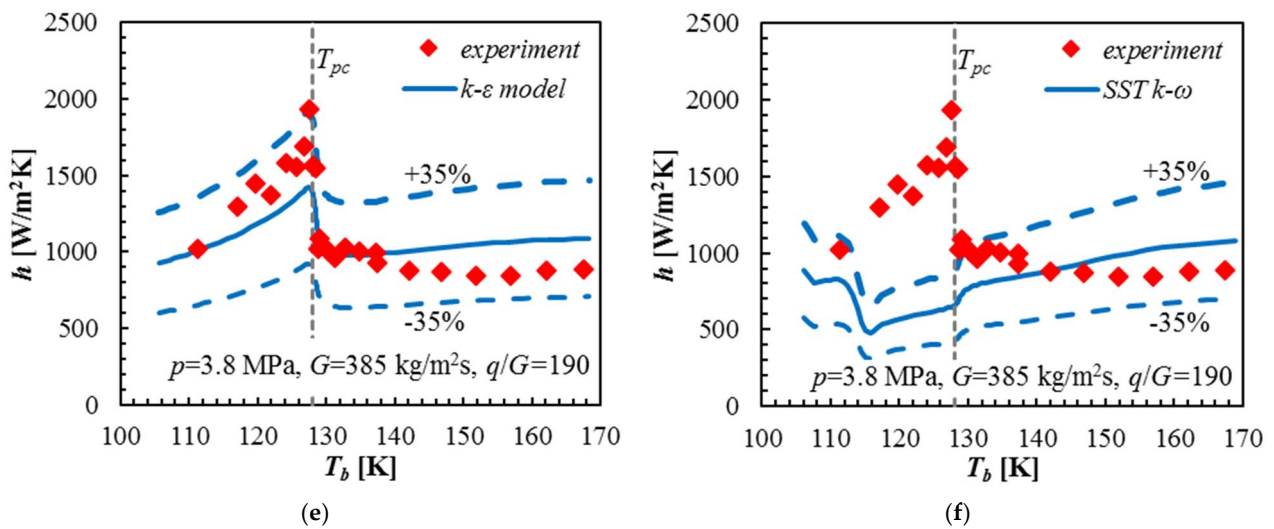 2500
2000
1500
1000
500
0
h [W/m²K]
experiment
k-ε model
T_pc
+35%
-35%
p=3.8 MPa, G=385 kg/m²s, q/G=190
100 110 120 130 140 150 160 170
T_b [K]
(e)
2500
2000
1500
1000
500
0
h [W/m²K]
experiment
SST k-ω
T_pc
+35%
-35%
p=3.8 MPa, G=385 kg/m²s, q/G=190
100 110 120 130 140 150 160 170
T_b [K]
(f)